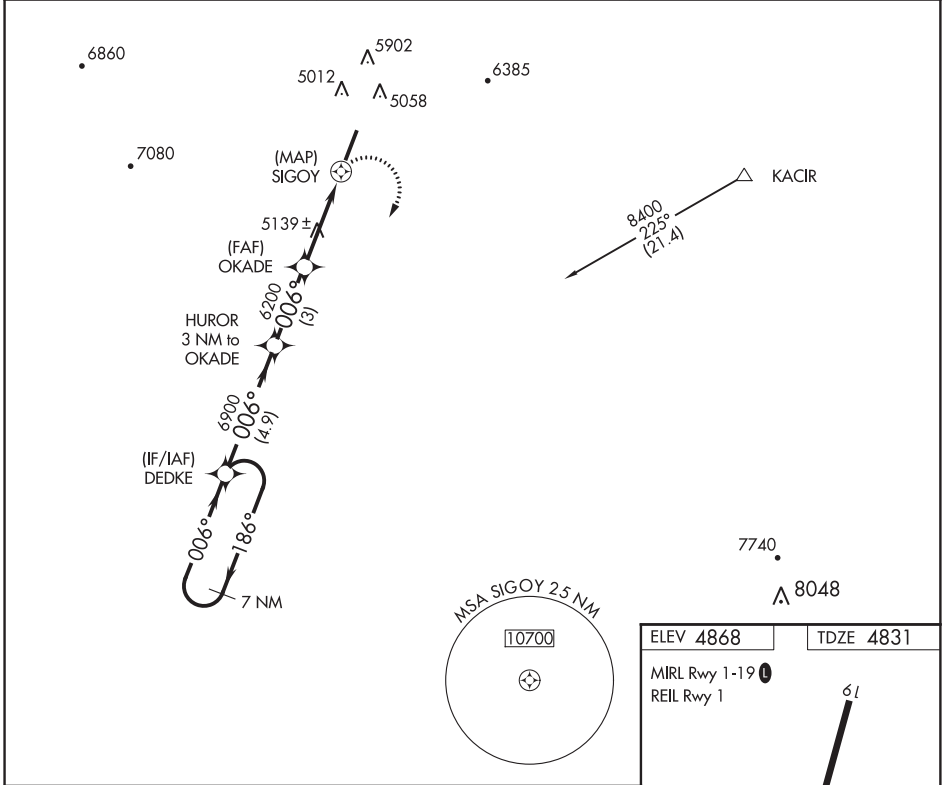 6860
5902
5012
5058
6385
7080
(MAP)
SIGOY
KACIR
8400
225°
(21.4)
5139 ±
(FAF)
OKADE
6200
006°
(3)
HUROR
3 NM to
OKADE
6900
006°
(4.9)
(IF/IAF)
DEDKE
006°
186°
7 NM
7740
8048
MSA SIGOY 25 NM
10700
ELEV 4868
TDZE 4831
MIRL Rwy 1-19 L
REIL Rwy 1
19